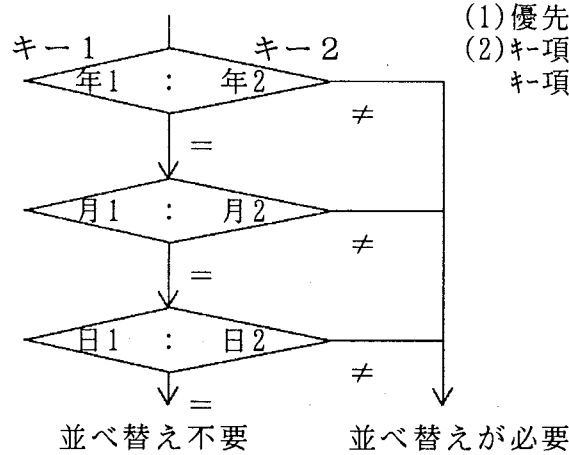 (1)優先
キー1 キー2 (2)キー項
キー項
年1 : 年2
≠
=
月1 : 月2
≠
=
日1 : 日2
≠
=
並べ替え不要 並べ替えが必要